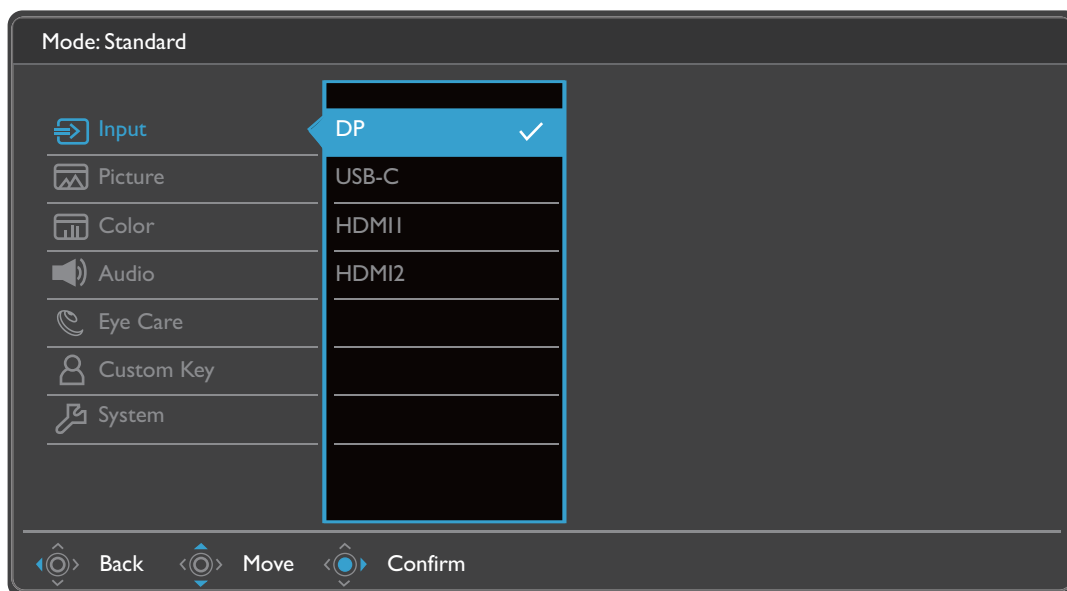 Mode: Standard
Input
DP
Picture
USB-C
Color
HDMI1
Audio
HDMI2
Eye Care
Custom Key
System
Back Move Confirm